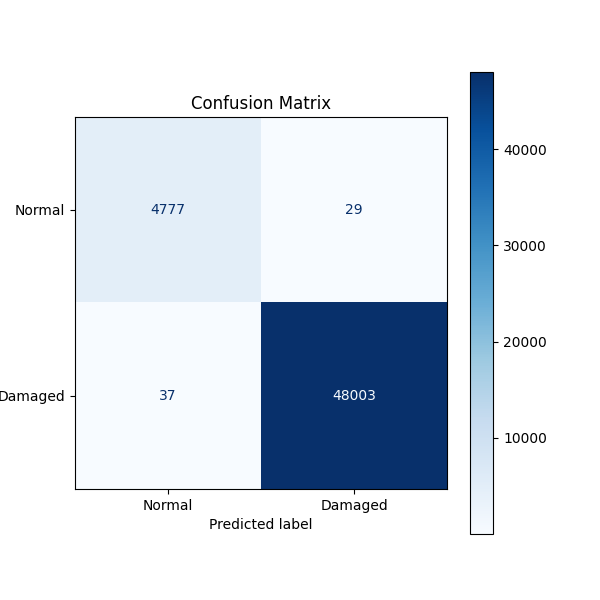 Confusion Matrix
Normal
4777
29
Damaged
37
48003
Normal
Damaged
Predicted label
40000
30000
20000
10000